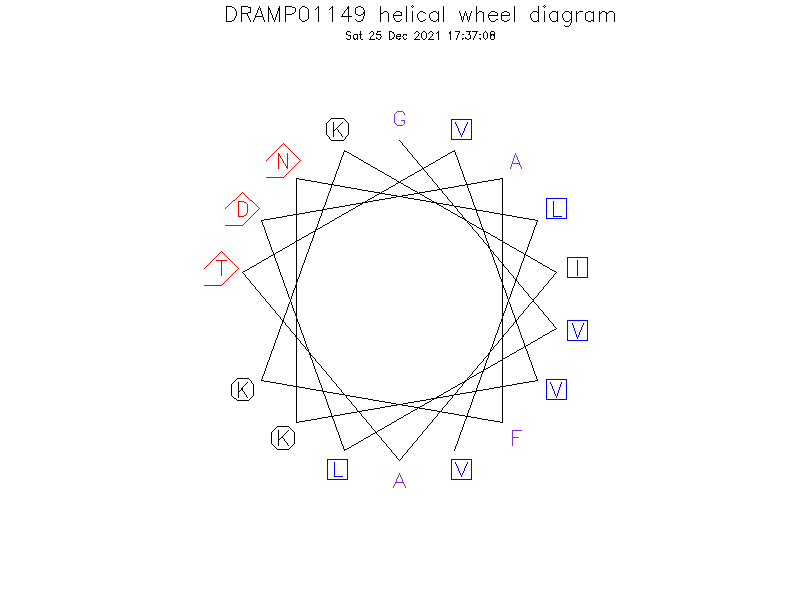 DRAMP01149 helical wheel diagram
Sat 25 Dec 2021 17:37:08
G
K
V
N
A
D
L
T
I
V
K
V
K
F
L
V
A